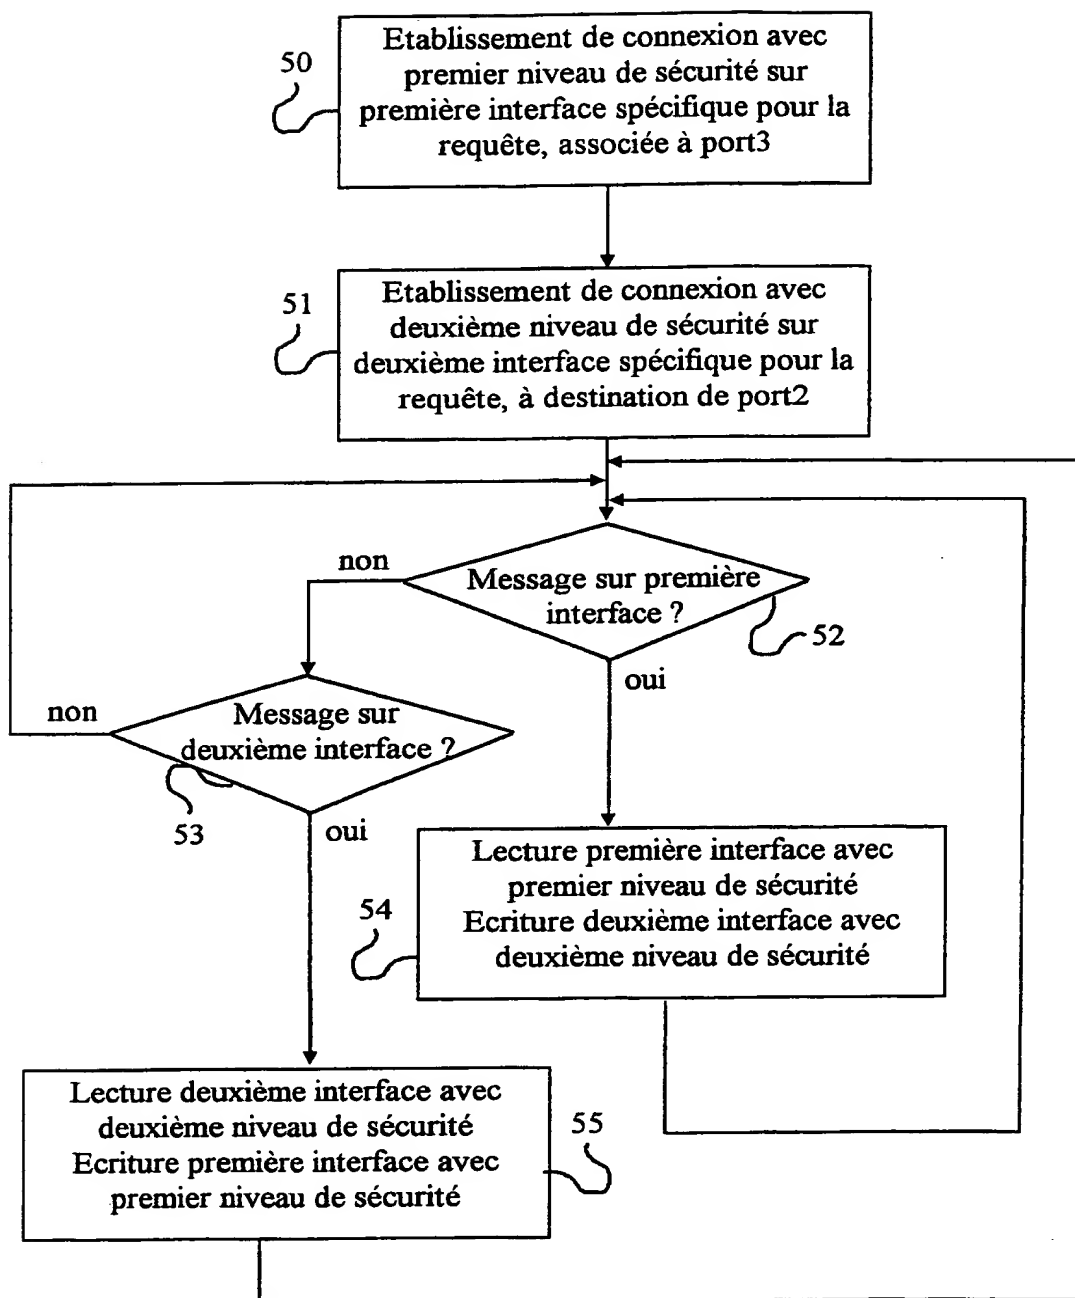 50
Etablissement de connexion avec
premier niveau de sécurité sur
première interface spécifique pour la
requête, associée à port3
51
Etablissement de connexion avec
deuxième niveau de sécurité sur
deuxième interface spécifique pour la
requête, à destination de port2
non
Message sur première
interface ?
52
oui
non
Message sur
deuxième interface ?
53
oui
54
Lecture première interface avec
premier niveau de sécurité
Ecriture deuxième interface avec
deuxième niveau de sécurité
Lecture deuxième interface avec
deuxième niveau de sécurité
Ecriture première interface avec
premier niveau de sécurité
55